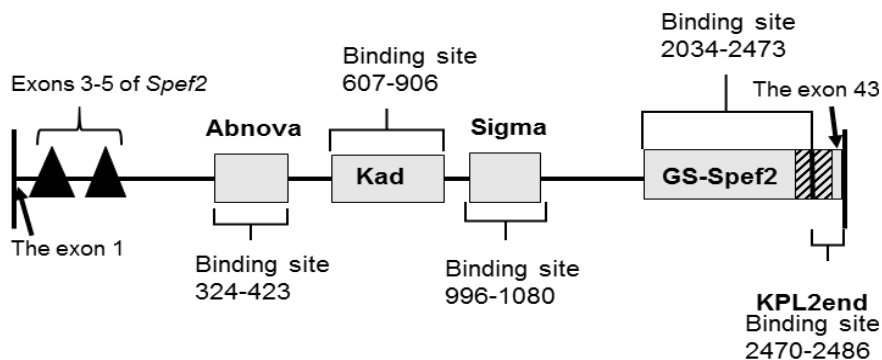 Binding site
2034-2473
Binding site
607-906
The exon 43
Exons 3-5 of Spef2
Abnova
Sigma
Kad
GS-Spef2
The exon 1
Binding site
324-423
Binding site
996-1080
KPL2end
Binding site
2470-2486